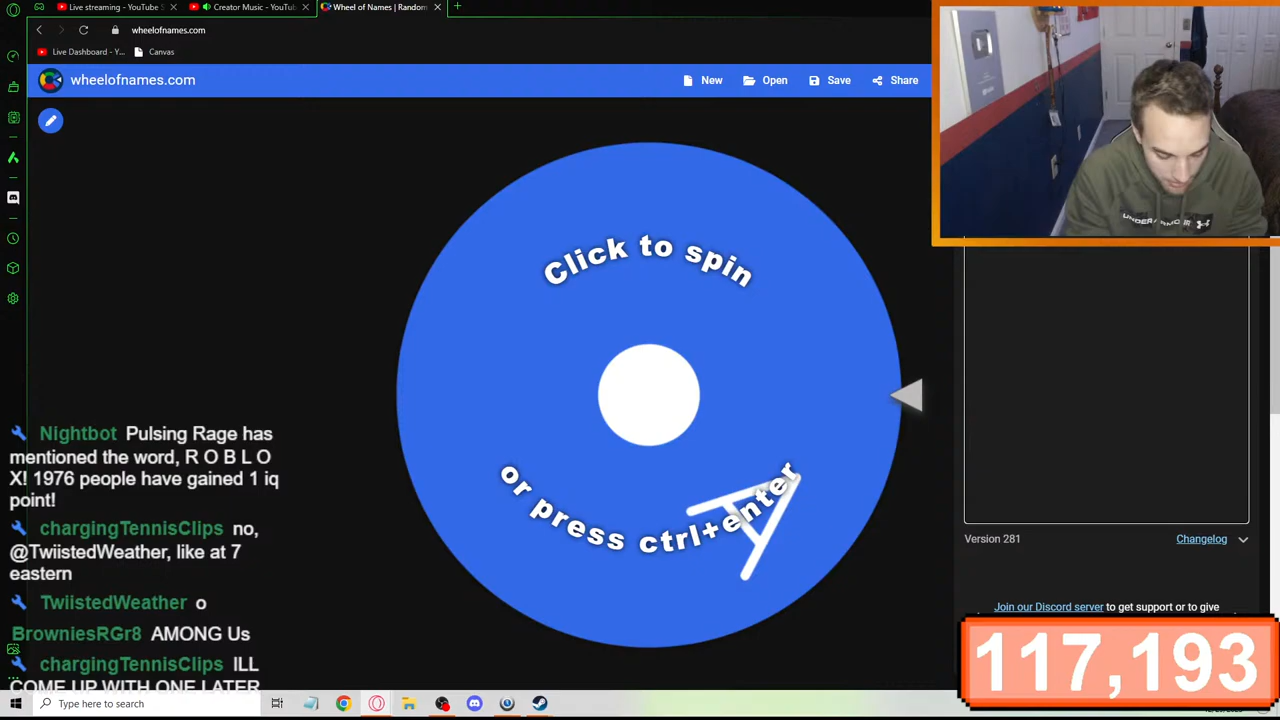 Live streaming - YouTube S
Creator Music - YouTub
Wheel of Names | Random
wheelofnames.com
Live Dashboard - Y...
Canvas
wheelofnames.com
New
Open
Save
Share
Click to spin
or press ctrl+enter
A
UNDER ARMOUR
Version 281
Changelog
Join our Discord server to get support or to give
117,193
Nightbot Pulsing Rage has
mentioned the word, R O B L O
X! 1976 people have gained 1 iq
point!
chargingTennisClips no,
@TwiistedWeather, like at 7
eastern
TwiistedWeather o
BrowniesRGr8 AMONG Us
chargingTennisClips ILL
COME UP WITH ONE LATER
Type here to search